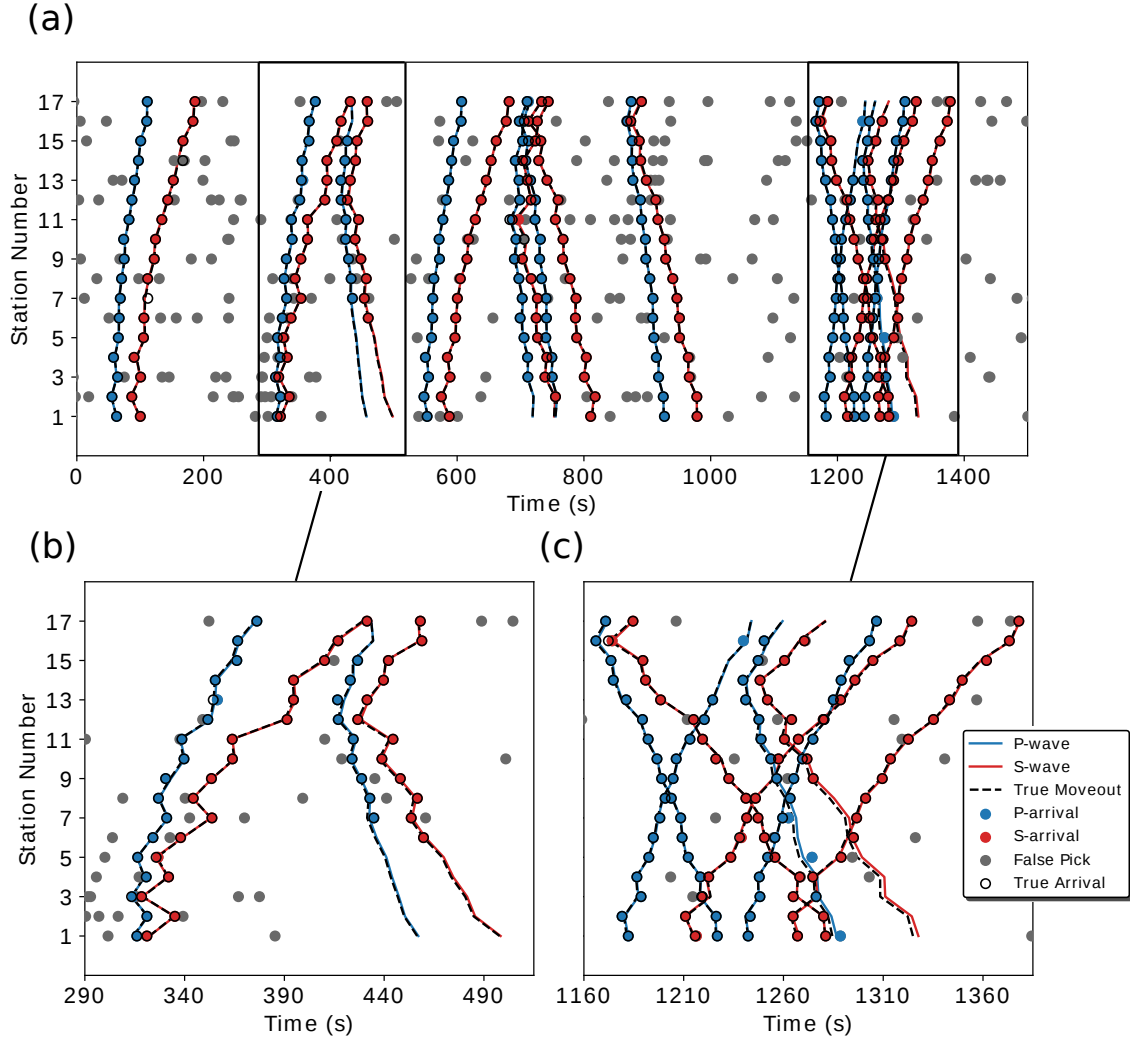 (a)
Station Number
17
15
13
11
9
7
5
3
1
0
200
400
600
800
1000
1200
1400
Time (s)
(b)
(c)
Station Number
17
15
13
11
9
7
5
3
1
290
340
390
440
490
Time (s)
1160
1210
1260
1310
1360
Time (s)
P-wave
S-wave
True Moveout
P-arrival
S-arrival
False Pick
True Arrival